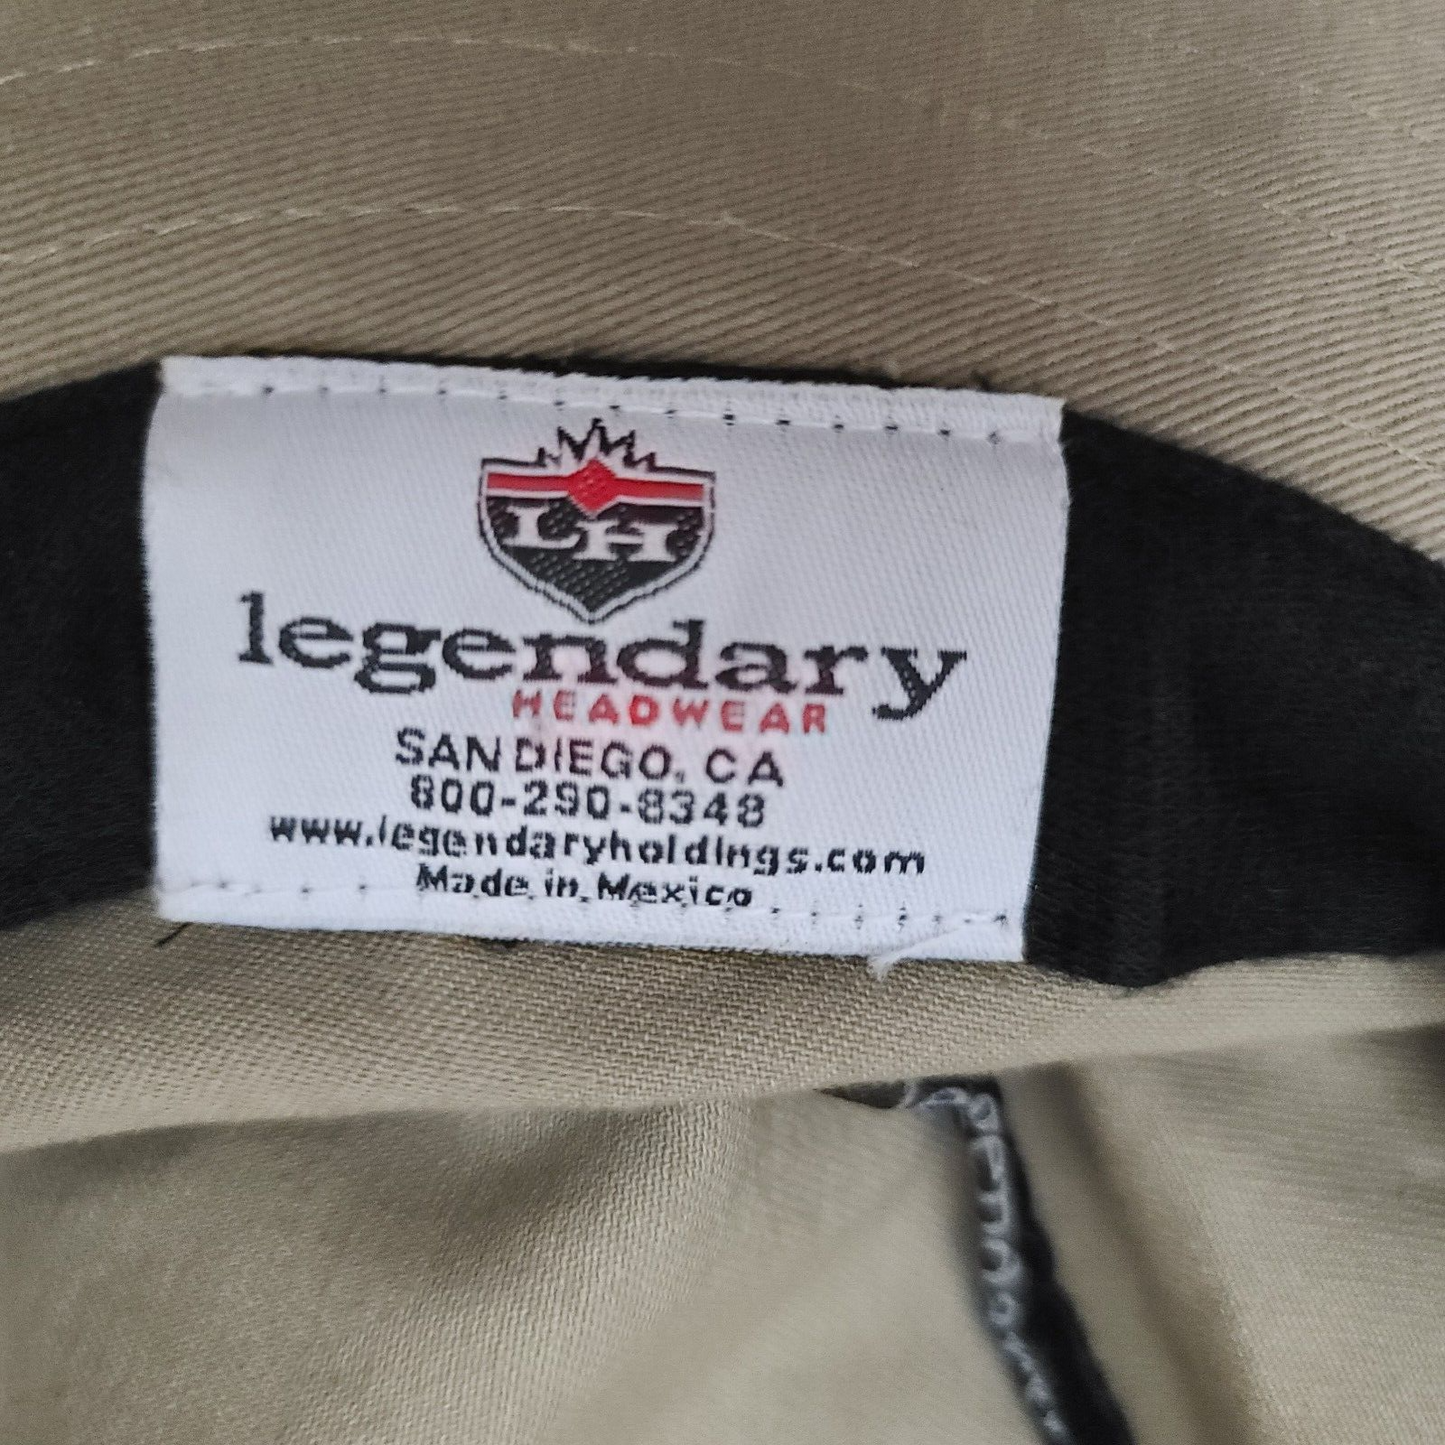 LH
legendary
HEADWEAR
SAN DIEGO, CA
800-290-8348
www.legendaryholdings.com
Made in Mexico